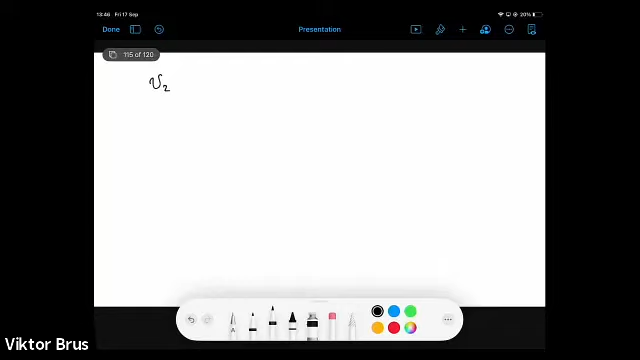 13:46 Fri 17 Sep
20%
Done
Presentation
115 of 120
v₂
A
Viktor Brus